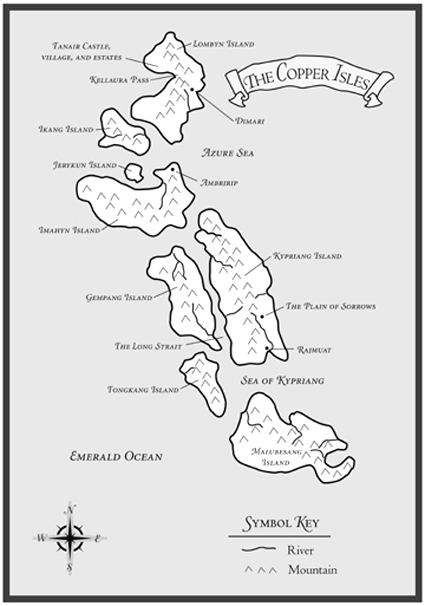 Tanair Castle,
village, and estates
Lombyn Island
The Copper Isles
Kellaura Pass
Dimari
Ikang Island
Azure Sea
Jerykun Island
Ambririp
Imahyn Island
Kypriang Island
Gempang Island
The Plain of Sorrows
The Long Strait
Rajmuat
Tongkang Island
Sea of Kypriang
Malubesang
Island
Emerald Ocean
N
W E
S
Symbol Key
River
Mountain